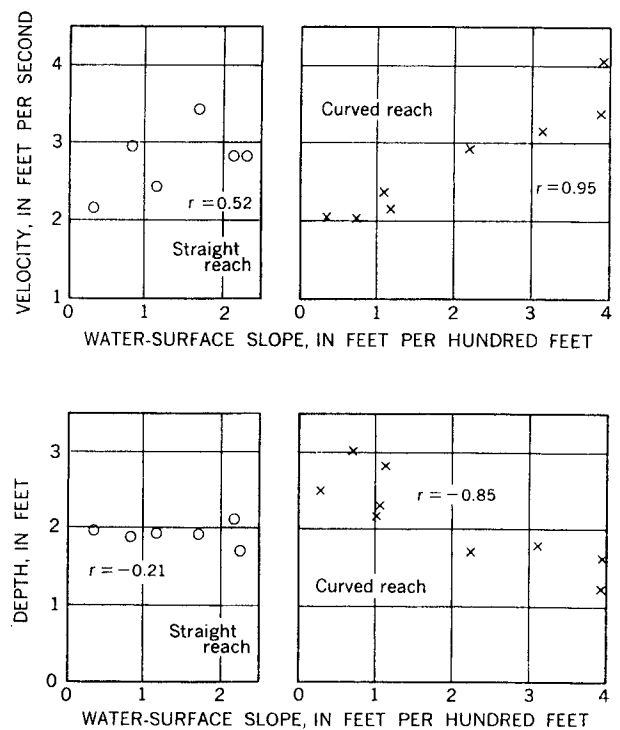 VELOCITY, IN FEET PER SECOND
4
3
2
1
r = 0.52
Straight
reach
Curved reach
r = 0.95
0 1 2 0 1 2 3 4
WATER-SURFACE SLOPE, IN FEET PER HUNDRED FEET
DEPTH, IN FEET
3
2
1
0
r = -0.21
Straight
reach
r = -0.85
Curved reach
0 1 2 0 1 2 3 4
WATER-SURFACE SLOPE, IN FEET PER HUNDRED FEET